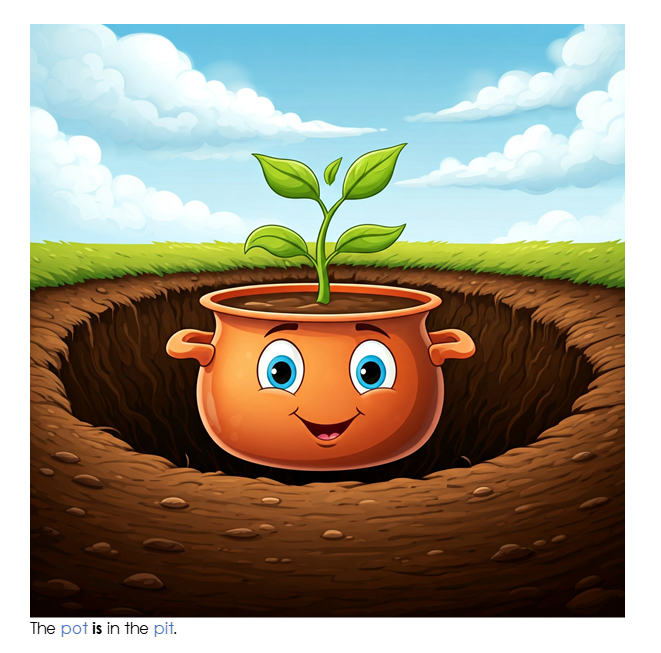 The pot is in the pit.